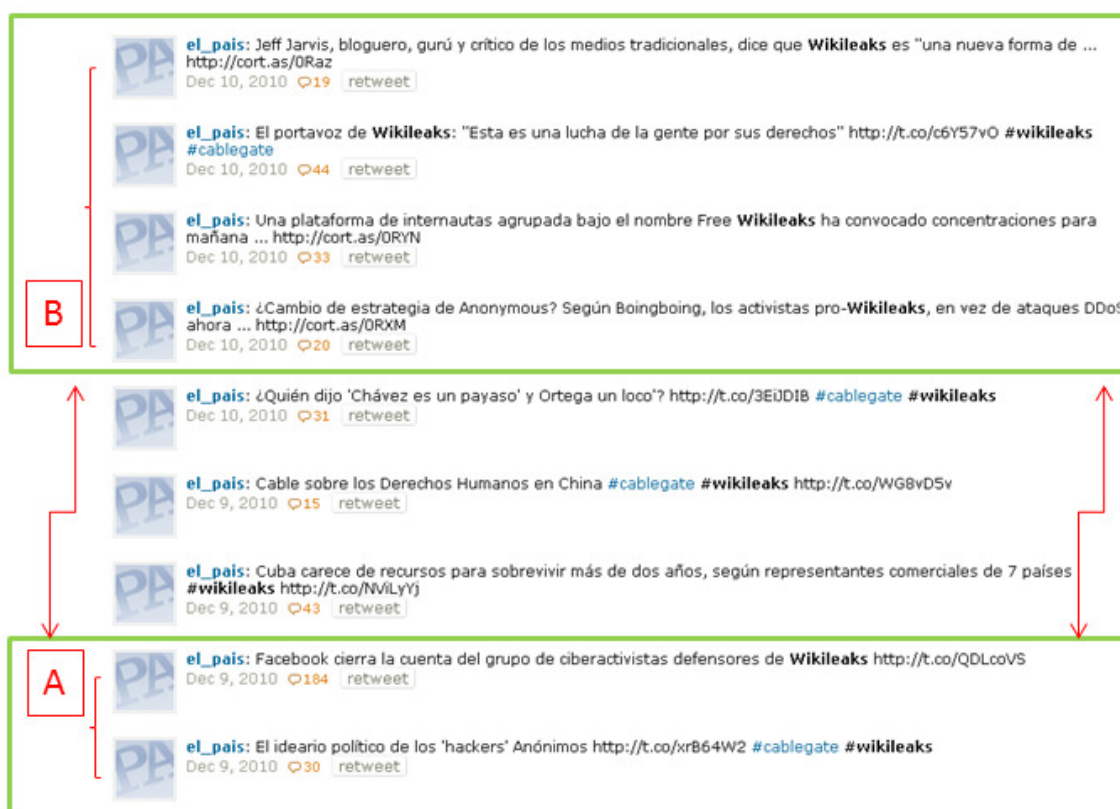 el_pais: Jeff Jarvis, bloguero, gurú y crítico de los medios tradicionales, dice que Wikileaks es "una nueva forma de ...
http://cort.as/0Raz
Dec 10, 2010 19 retweet
el_pais: El portavoz de Wikileaks: "Esta es una lucha de la gente por sus derechos" http://t.co/c6Y57vO #wikileaks
#cablegate
Dec 10, 2010 44 retweet
el_pais: Una plataforma de internautas agrupada bajo el nombre Free Wikileaks ha convocado concentraciones para
mañana ... http://cort.as/0RYN
Dec 10, 2010 33 retweet
B
el_pais: ¿Cambio de estrategia de Anonymous? Según Boingboing, los activistas pro-Wikileaks, en vez de ataques DDoS
ahora ... http://cort.as/0RXM
Dec 10, 2010 20 retweet
el_pais: ¿Quién dijo 'Chávez es un payaso' y Ortega un loco'? http://t.co/3EiJDIB #cablegate #wikileaks
Dec 10, 2010 31 retweet
el_pais: Cable sobre los Derechos Humanos en China #cablegate #wikileaks http://t.co/WG8vD5v
Dec 9, 2010 15 retweet
el_pais: Cuba carece de recursos para sobrevivir más de dos años, según representantes comerciales de 7 países
#wikileaks http://t.co/NViLyYj
Dec 9, 2010 43 retweet
A
el_pais: Facebook cierra la cuenta del grupo de ciberactivistas defensores de Wikileaks http://t.co/QDLcoVS
Dec 9, 2010 184 retweet
el_pais: El ideario político de los 'hackers' Anónimos http://t.co/xrB64W2 #cablegate #wikileaks
Dec 9, 2010 30 retweet